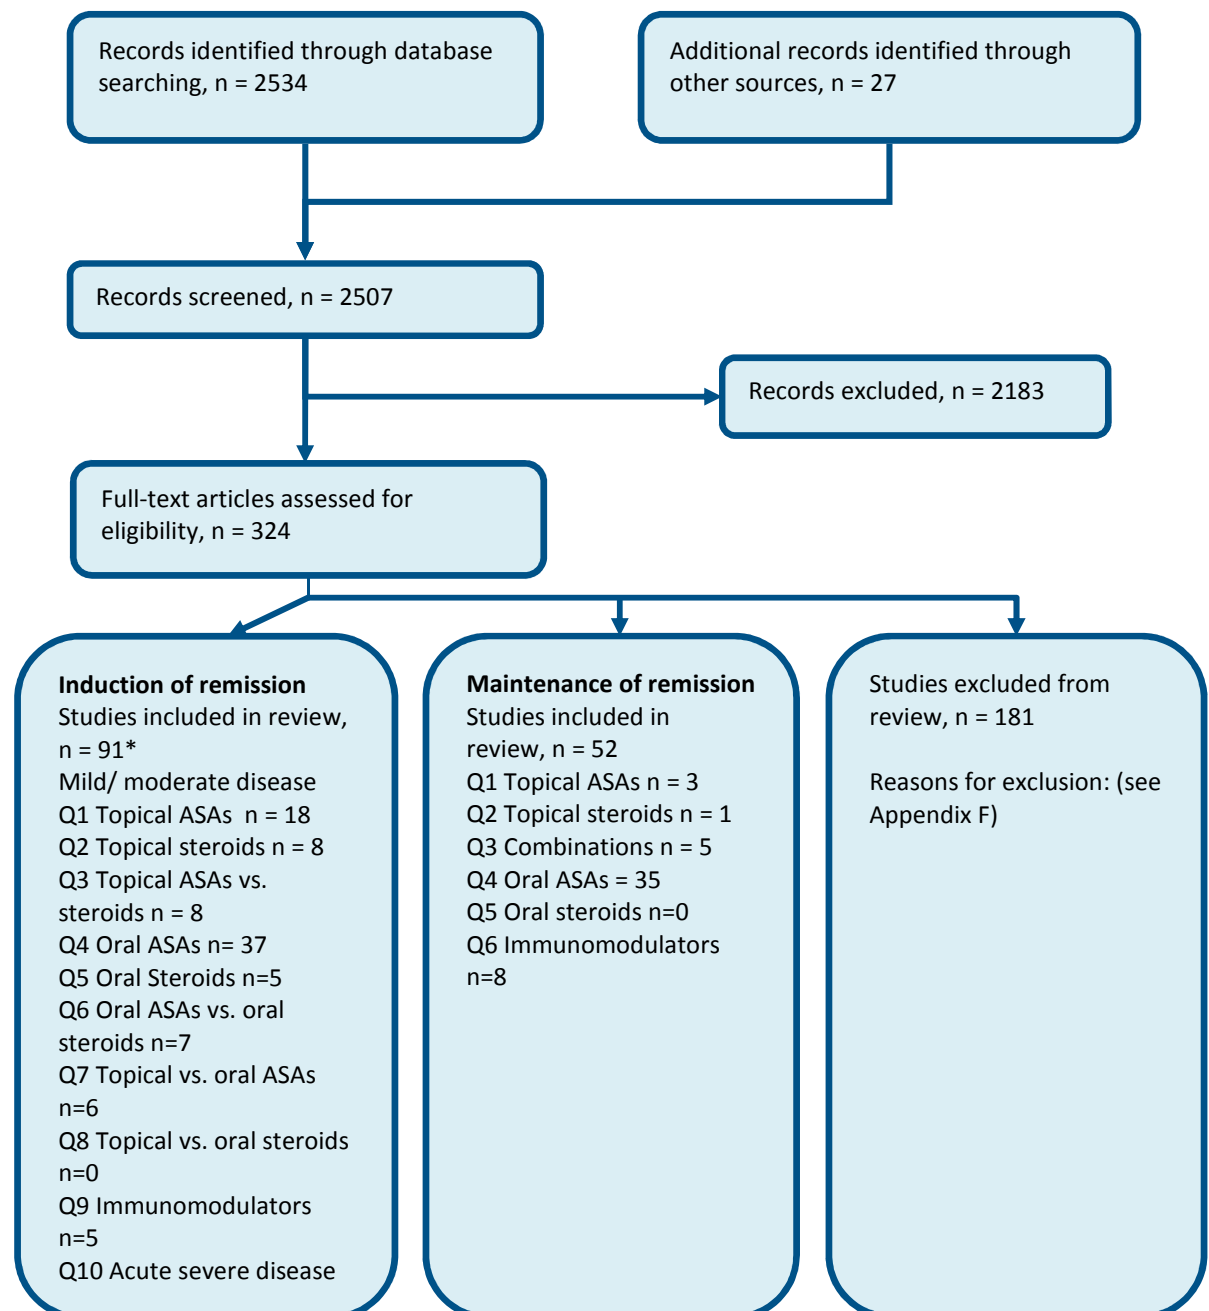 Records identified through database
searching, n = 2534
Additional records identified through
other sources, n = 27
Records screened, n = 2507
Records excluded, n = 2183
Full-text articles assessed for
eligibility, n = 324
Induction of remission
Studies included in review,
n = 91*
Mild/ moderate disease
Q1 Topical ASAs  n = 18
Q2 Topical steroids n = 8
Q3 Topical ASAs vs.
steroids n = 8
Q4 Oral ASAs n= 37
Q5 Oral Steroids n=5
Q6 Oral ASAs vs. oral
steroids n=7
Q7 Topical vs. oral ASAs
n=6
Q8 Topical vs. oral steroids
n=0
Q9 Immunomodulators
n=5
Q10 Acute severe disease
Maintenance of remission
Studies included in
review, n = 52
Q1 Topical ASAs n = 3
Q2 Topical steroids n = 1
Q3 Combinations n = 5
Q4 Oral ASAs = 35
Q5 Oral steroids n=0
Q6 Immunomodulators
n=8
Studies excluded from
review, n = 181
Reasons for exclusion: (see
Appendix F)